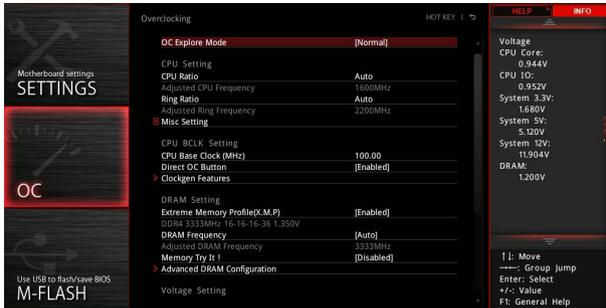 Overclocking
HOT KEY
HELP
INFO
Motherboard settings
SETTINGS
OC
Use USB to flash/save BIOS
M-FLASH
OC Explore Mode [Normal]
CPU Setting
CPU Ratio Auto
Adjusted CPU Frequency 1600MHz
Ring Ratio Auto
Adjusted Ring Frequency 2200MHz
Misc Setting
CPU BCLK Setting
CPU Base Clock (MHz) 100.00
Direct OC Button [Enabled]
Clockgen Features
DRAM Setting
Extreme Memory Profile(X.M.P) [Enabled]
DDR4 3333MHz 16-16-16-36 1.350V
DRAM Frequency [Auto]
Adjusted DRAM Frequency 3333MHz
Memory Try It ! [Disabled]
Advanced DRAM Configuration
Voltage Setting
Voltage
CPU Core:
0.944V
CPU IO:
0.952V
System 3.3V:
1.680V
System 5V:
5.120V
System 12V:
11.904V
DRAM:
1.200V
↑↓: Move
→←: Group Jump
Enter: Select
+/-: Value
F1: General Help